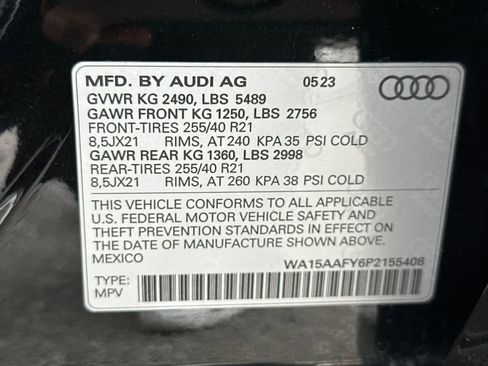 MFD. BY AUDI AG 0523
GVWR KG 2490, LBS 5489
GAWR FRONT KG 1250, LBS 2756
FRONT-TIRES 255/40 R21
8,5JX21 RIMS, AT 240 KPA 35 PSI COLD
GAWR REAR KG 1360, LBS 2998
REAR-TIRES 255/40 R21
8,5JX21 RIMS, AT 260 KPA 38 PSI COLD
THIS VEHICLE CONFORMS TO ALL APPLICABLE
U.S. FEDERAL MOTOR VEHICLE SAFETY AND
THEFT PREVENTION STANDARDS IN EFFECT ON
THE DATE OF MANUFACTURE SHOWN ABOVE.
MEXICO
WA15AAFY6P2155408
TYPE:
MPV